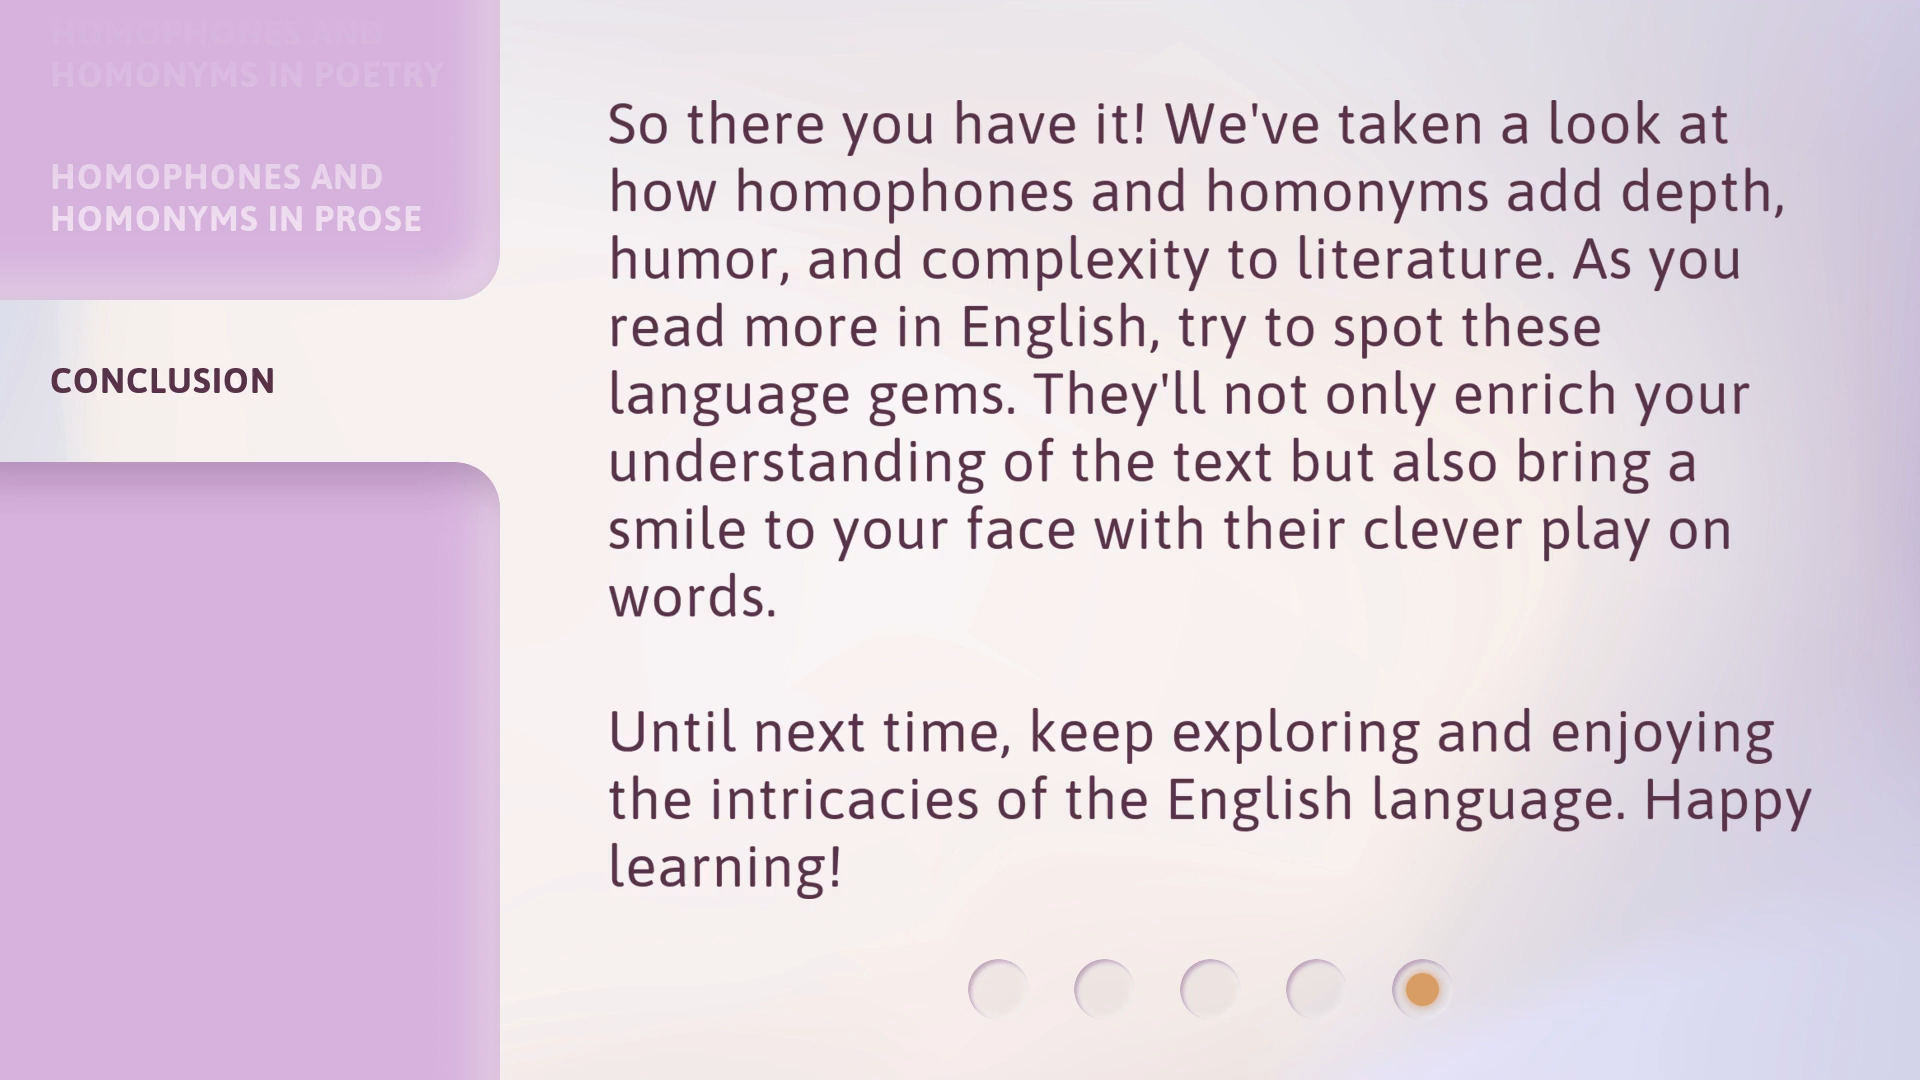 HOMOPHONES AND
HOMONYMS IN POETRY
HOMOPHONES AND
HOMONYMS IN PROSE
CONCLUSION
So there you have it! We've taken a look at
how homophones and homonyms add depth,
humor, and complexity to literature. As you
read more in English, try to spot these
language gems. They'll not only enrich your
understanding of the text but also bring a
smile to your face with their clever play on
words.
Until next time, keep exploring and enjoying
the intricacies of the English language. Happy
learning!